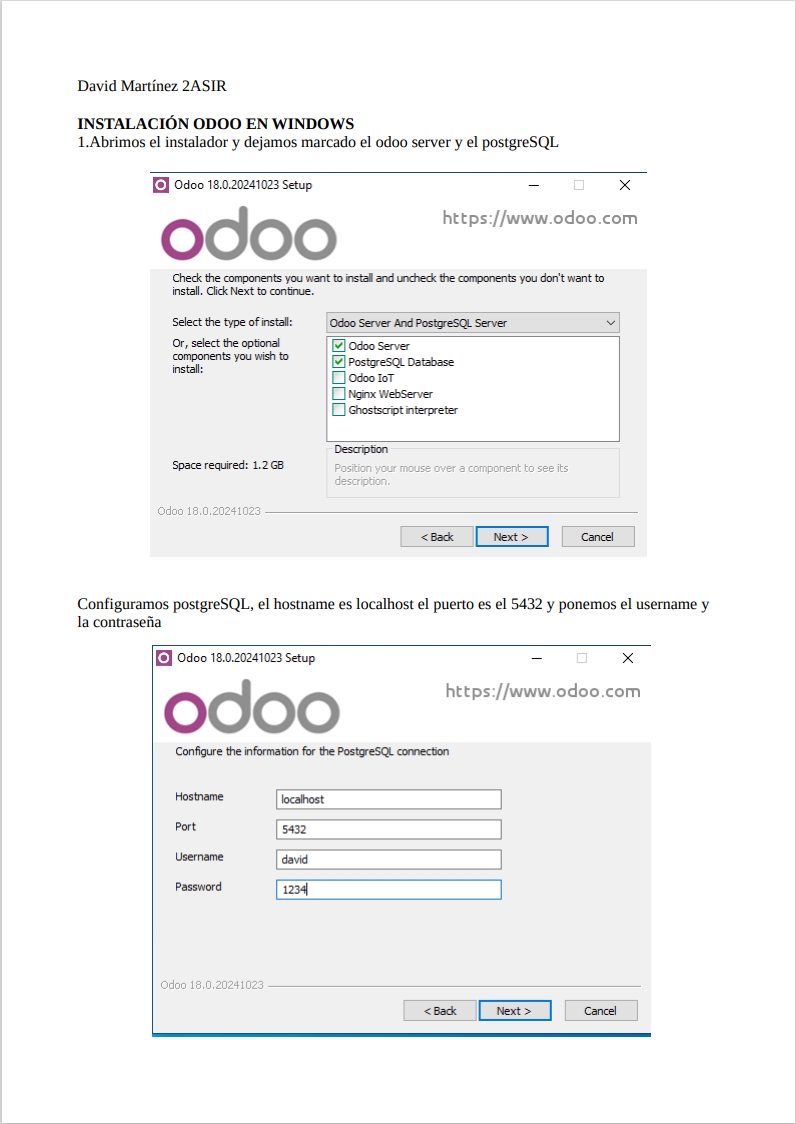 David Martínez 2ASIR
INSTALACIÓN ODOO EN WINDOWS
1.Abrimos el instalador y dejamos marcado el odoo server y el postgreSQL
Odoo 18.0.20241023 Setup
odoo
https://www.odoo.com
Check the components you want to install and uncheck the components you don't want to
install. Click Next to continue.
Select the type of install:
Odoo Server And PostgreSQL Server
Or, select the optional
components you wish to
install:
Odoo Server
PostgreSQL Database
Odoo IoT
Nginx WebServer
Ghostscript interpreter
Space required: 1.2 GB
Description
Position your mouse over a component to see its
description.
Odoo 18.0.20241023
< Back
Next >
Cancel
Configuramos postgreSQL, el hostname es localhost el puerto es el 5432 y ponemos el username y
la contraseña
Odoo 18.0.20241023 Setup
odoo
https://www.odoo.com
Configure the information for the PostgreSQL connection
Hostname
localhost
Port
5432
Username
david
Password
1234
Odoo 18.0.20241023
< Back
Next >
Cancel